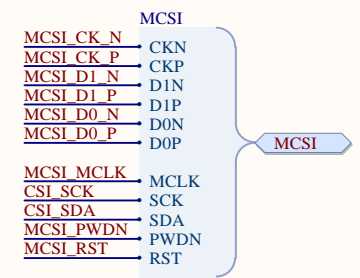 MCSI
MCSI_CK_N CKN
MCSI_CK_P CKP
MCSI_D1_N D1N
MCSI_D1_P D1P
MCSI_D0_N D0N
MCSI_D0_P D0P
MCSI
MCSI_MCLK MCLK
CSI_SCK SCK
CSI_SDA SDA
MCSI_PWDN PWDN
MCSI_RST RST